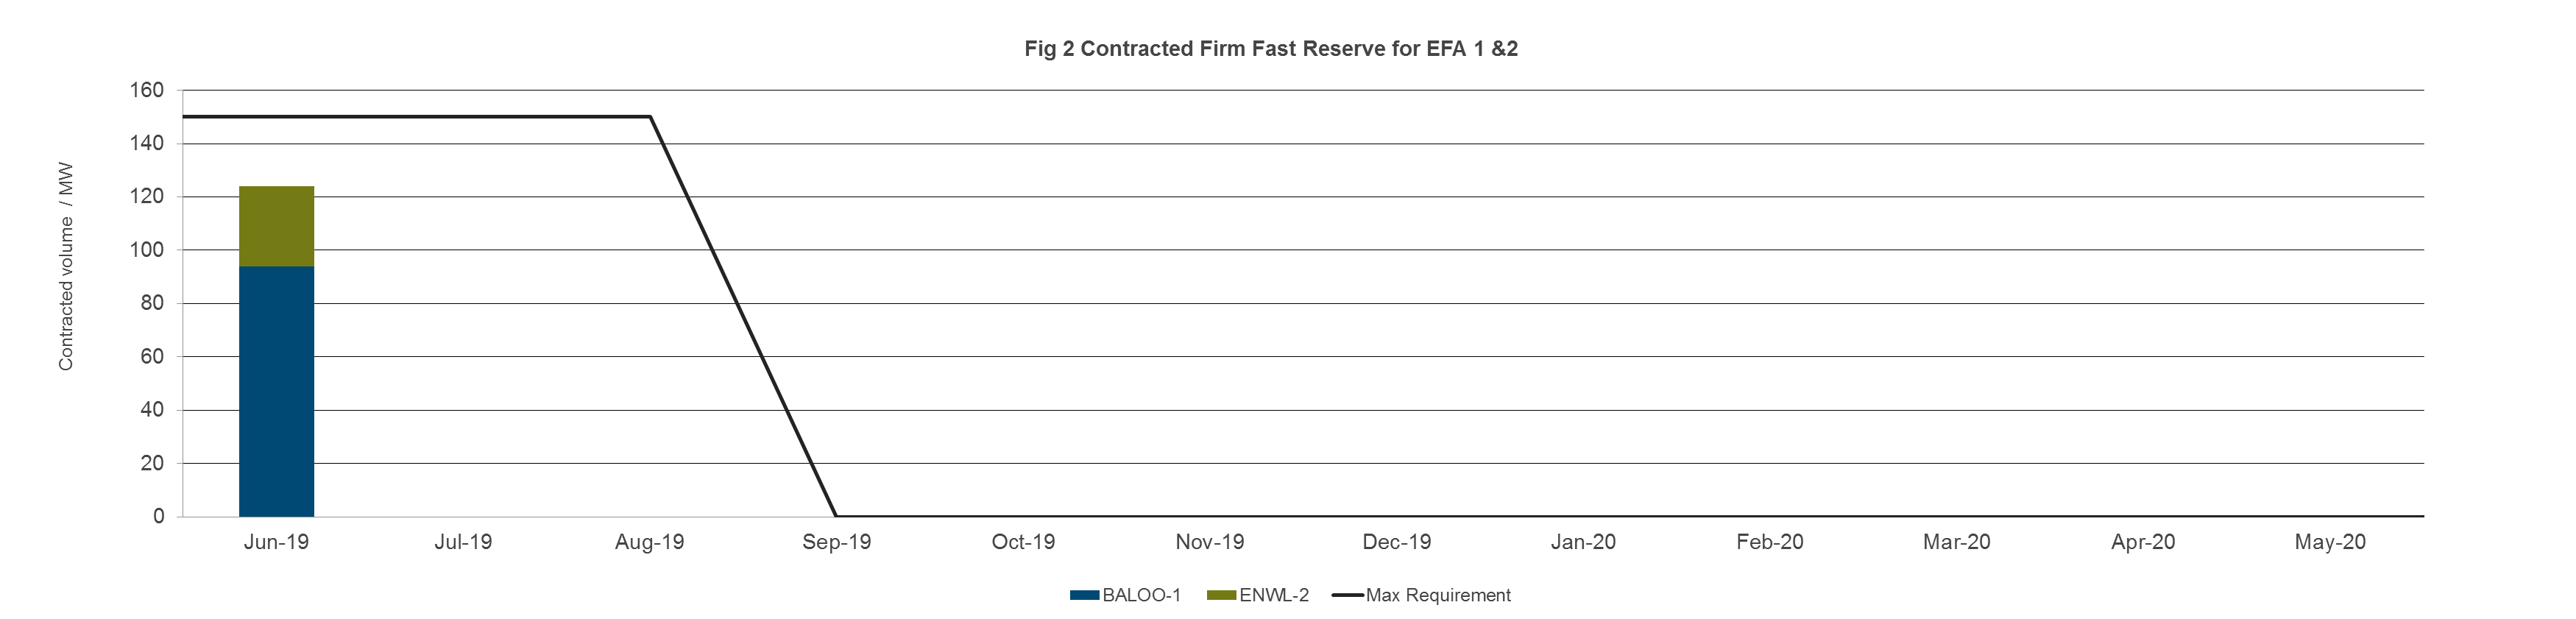 Fig 2 Contracted Firm Fast Reserve for EFA 1 &2
Contracted volume / MW
160
140
120
100
80
60
40
20
0
Jun-19 Jul-19 Aug-19 Sep-19 Oct-19 Nov-19 Dec-19 Jan-20 Feb-20 Mar-20 Apr-20 May-20
BALOO-1 ENWL-2 Max Requirement